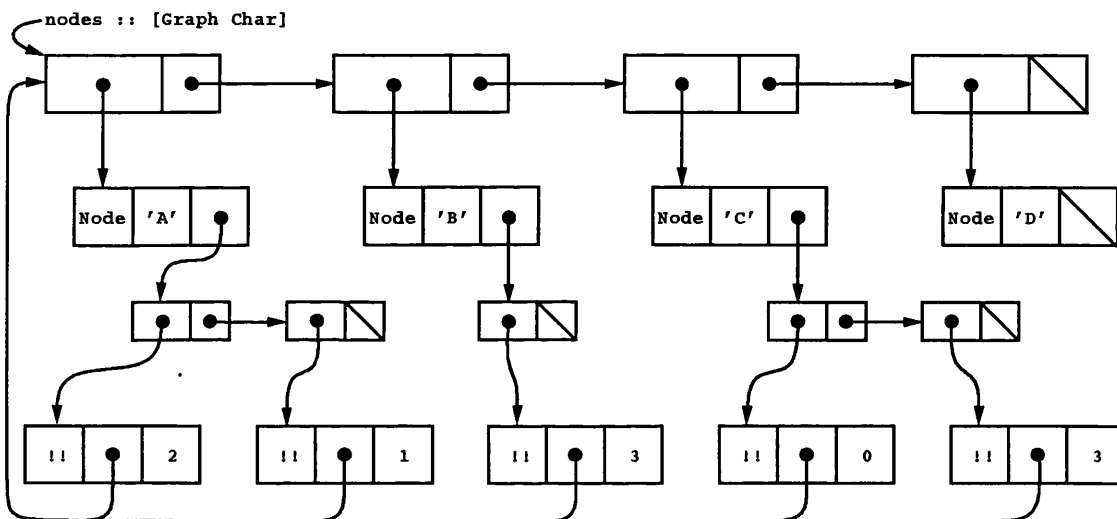 nodes :: [Graph Char]
Node 'A' Node 'B' Node 'C' Node 'D'
!! 2 !! 1 !! 3 !! 0 !! 3